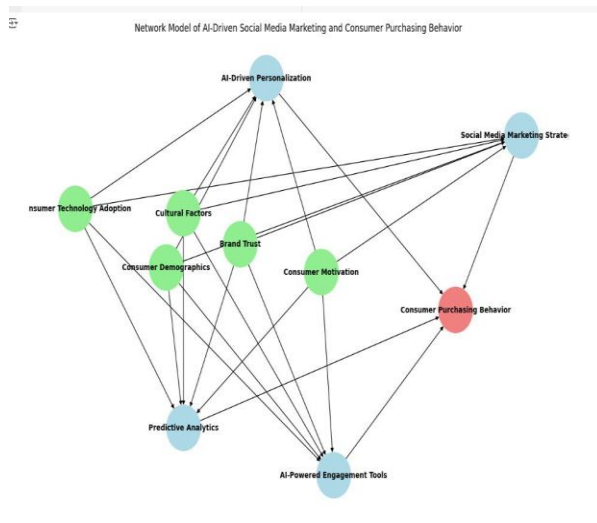 Network Model of AI-Driven Social Media Marketing and Consumer Purchasing Behavior
AI-Driven Personalization
Social Media Marketing Strate
nsumer Technology Adoption
Cultural Factors
Brand Trust
Consumer Demographics
Consumer Motivation
Consumer Purchasing Behavior
Predictive Analytics
AI-Powered Engagement Tools